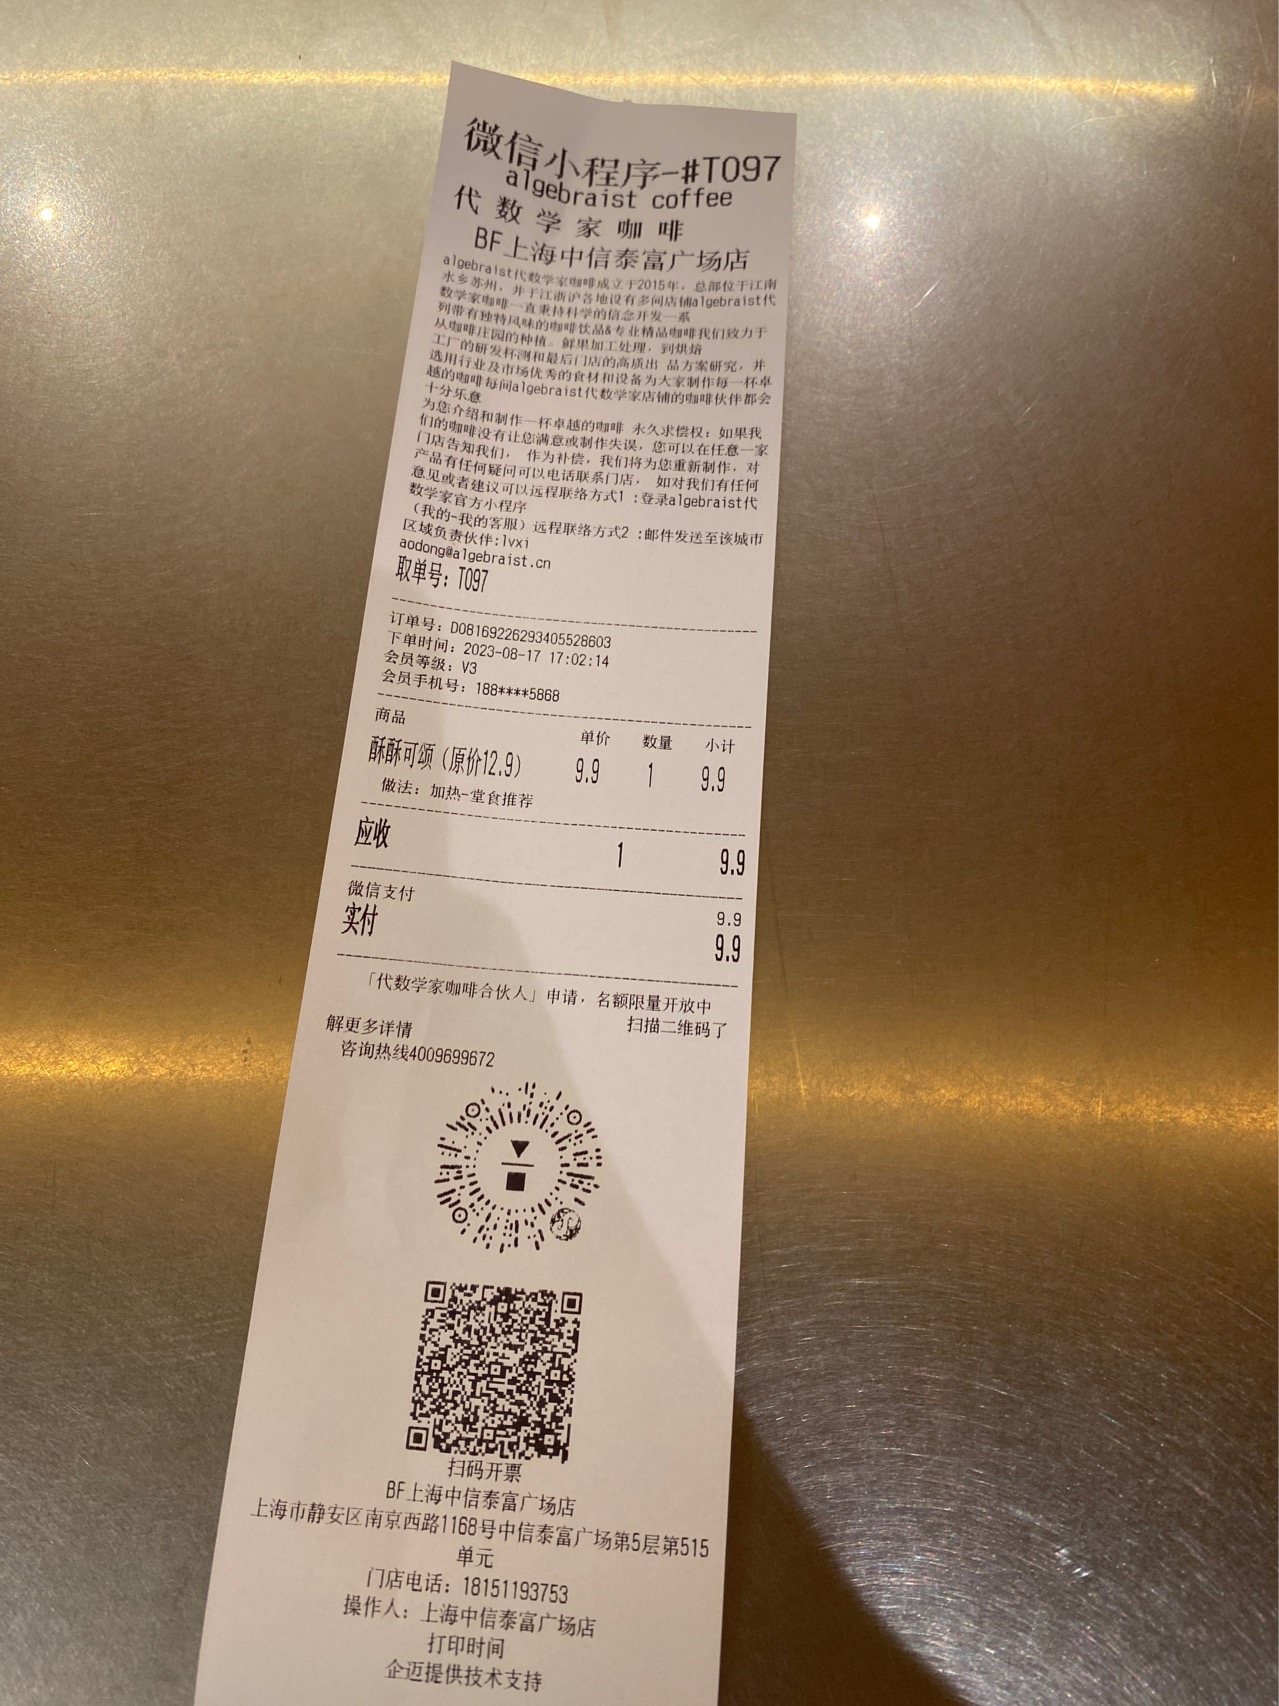 微信小程序-#T097
algebraist coffee
代数学家咖啡
BF上海中信泰富广场店
algebraist代数学家咖啡成立于2015年，总部位于江南
水乡苏州，并于江浙沪各地设有多间店铺algebraist代
数学家咖啡一直秉持科学的信念开发一系
列带有独特风味的咖啡饮品&专业精品咖啡我们致力于
从咖啡庄园的种植。鲜果加工处理，到烘焙
工厂的研发杯测和最后门店的高质出 品方案研究，并
选用行业及市场优秀的食材和设备为大家制作每一杯卓
越的咖啡每间algebraist代数学家店铺的咖啡伙伴都会
十分乐意
为您介绍和制作一杯卓越的咖啡 永久求偿权：如果我
们的咖啡没有让您满意或制作失误，您可以在任意一家
门店告知我们， 作为补偿，我们将为您重新制作，对
产品有任何疑问可以电话联系门店， 如对我们有任何
意见或者建议可以远程联络方式1 :登录algebraist代
数学家官方小程序
（我的-我的客服）远程联络方式2 :邮件发送至该城市
区域负责伙伴:lvxi
aodong@algebraist.cn
取单号：T097
订单号：D08169226293405528603
下单时间：2023-08-17 17:02:14
会员等级：V3
会员手机号：188****5868
商品 单价 数量 小计
酥酥可颂（原价12.9） 9.9 1 9.9
做法：加热-堂食推荐
应收 1 9.9
微信支付 9.9
实付 9.9
「代数学家咖啡合伙人」申请，名额限量开放中
扫描二维码了
解更多详情
咨询热线4009699672
扫码开票
BF上海中信泰富广场店
上海市静安区南京西路1168号中信泰富广场第5层第515
单元
门店电话：18151193753
操作人：上海中信泰富广场店
打印时间
企迈提供技术支持